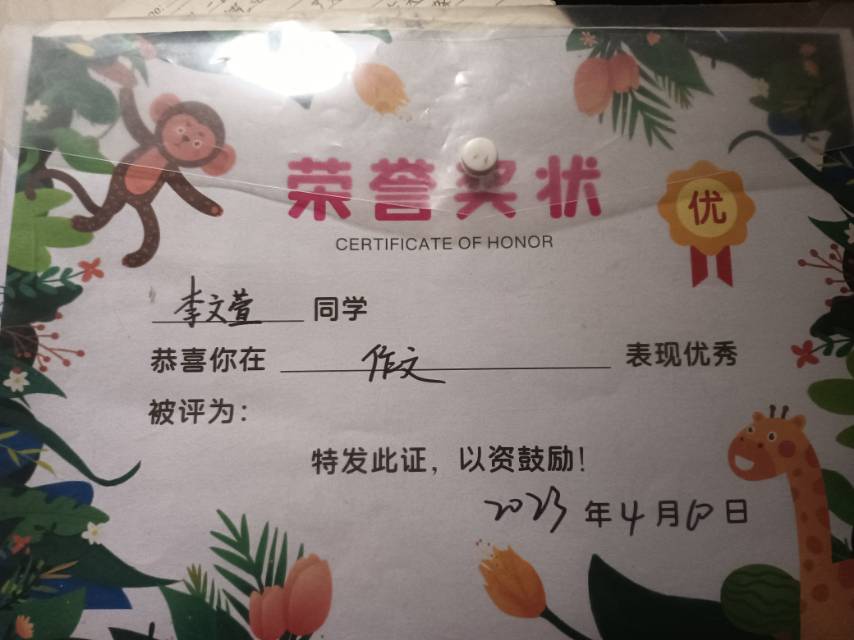 荣誉奖状
CERTIFICATE OF HONOR
优
李文萱 同学
恭喜你在 作文 表现优秀
被评为：
特发此证，以资鼓励！
2023 年 4 月 10 日